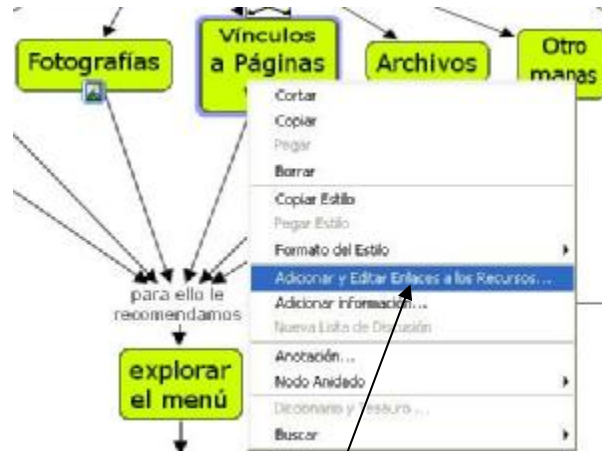 Vínculos
a Páginas
Fotografías
Archivos
Otro
mapas
Cortar
Copiar
Pegar
Borrar
Copiar Estilo
Pegar Estilo
Formato del Estilo
Adicionar y Editar Enlaces a los Recursos...
Adicionar información...
Nueva Lista de Discusión
Anotación...
Nodo Anidado
Diccionario y Tesauro ...
Buscar
para ello le
recomendamos
explorar
el menú